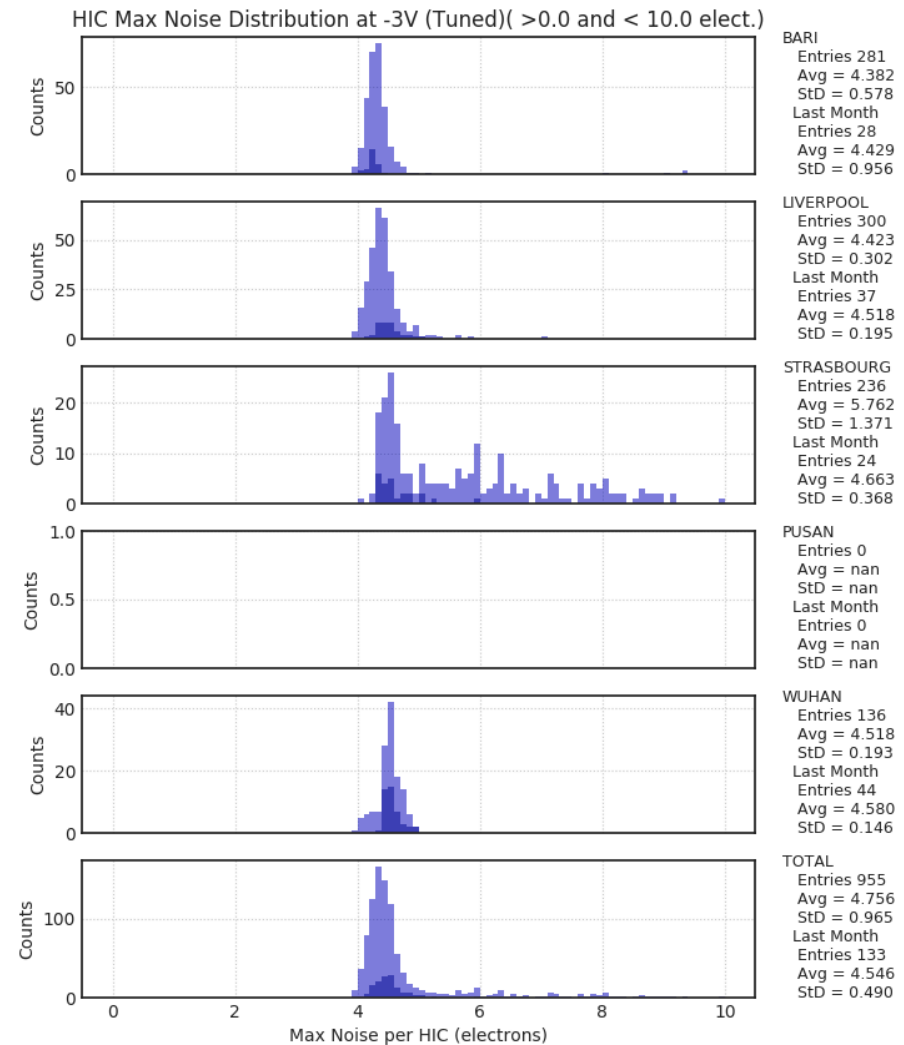 HIC Max Noise Distribution at -3V (Tuned)( >0.0 and < 10.0 elect.)
Counts
50
0
BARI
Entries 281
Avg = 4.382
StD = 0.578
Last Month
Entries 28
Avg = 4.429
StD = 0.956
Counts
50
25
0
LIVERPOOL
Entries 300
Avg = 4.423
StD = 0.302
Last Month
Entries 37
Avg = 4.518
StD = 0.195
Counts
20
10
0
STRASBOURG
Entries 236
Avg = 5.762
StD = 1.371
Last Month
Entries 24
Avg = 4.663
StD = 0.368
Counts
1.0
0.5
0.0
PUSAN
Entries 0
Avg = nan
StD = nan
Last Month
Entries 0
Avg = nan
StD = nan
Counts
40
20
0
WUHAN
Entries 136
Avg = 4.518
StD = 0.193
Last Month
Entries 44
Avg = 4.580
StD = 0.146
Counts
100
0
TOTAL
Entries 955
Avg = 4.756
StD = 0.965
Last Month
Entries 133
Avg = 4.546
StD = 0.490
0 2 4 6 8 10
Max Noise per HIC (electrons)